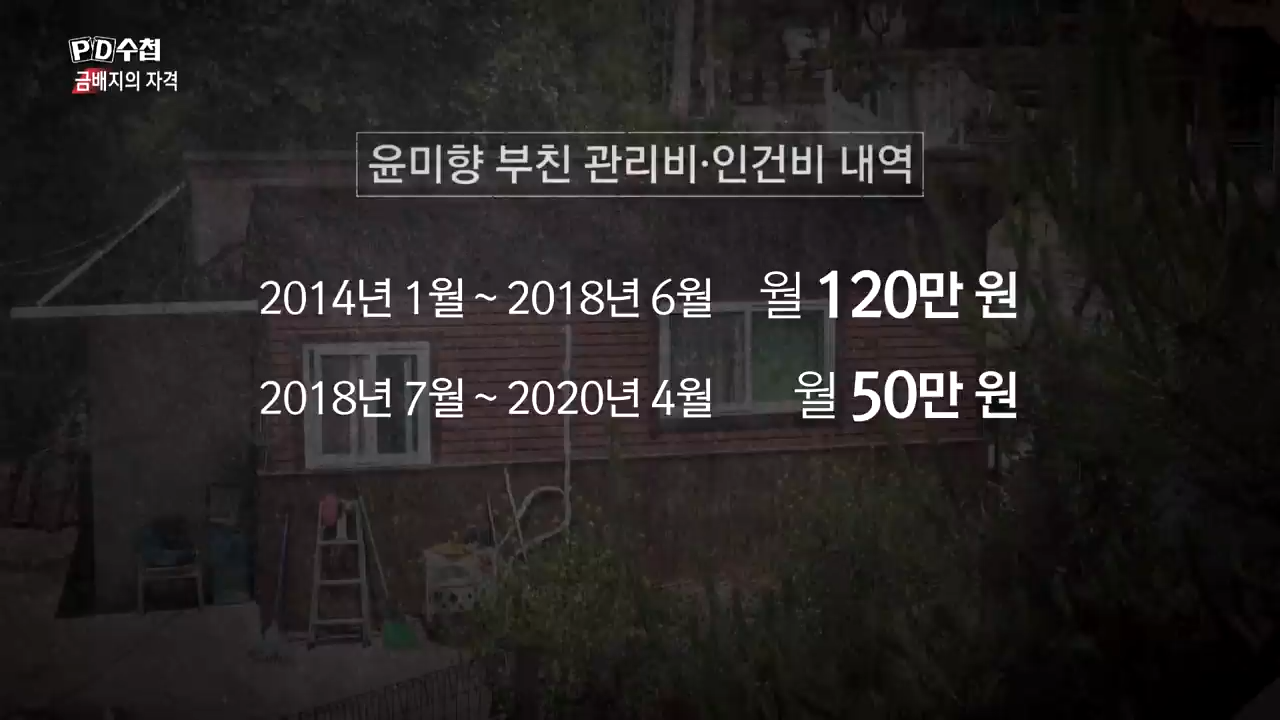 PD수첩
금배지의 자격
윤미향 부친 관리비·인건비 내역
2014년 1월 ~ 2018년 6월 월 120만 원
2018년 7월 ~ 2020년 4월 월 50만 원